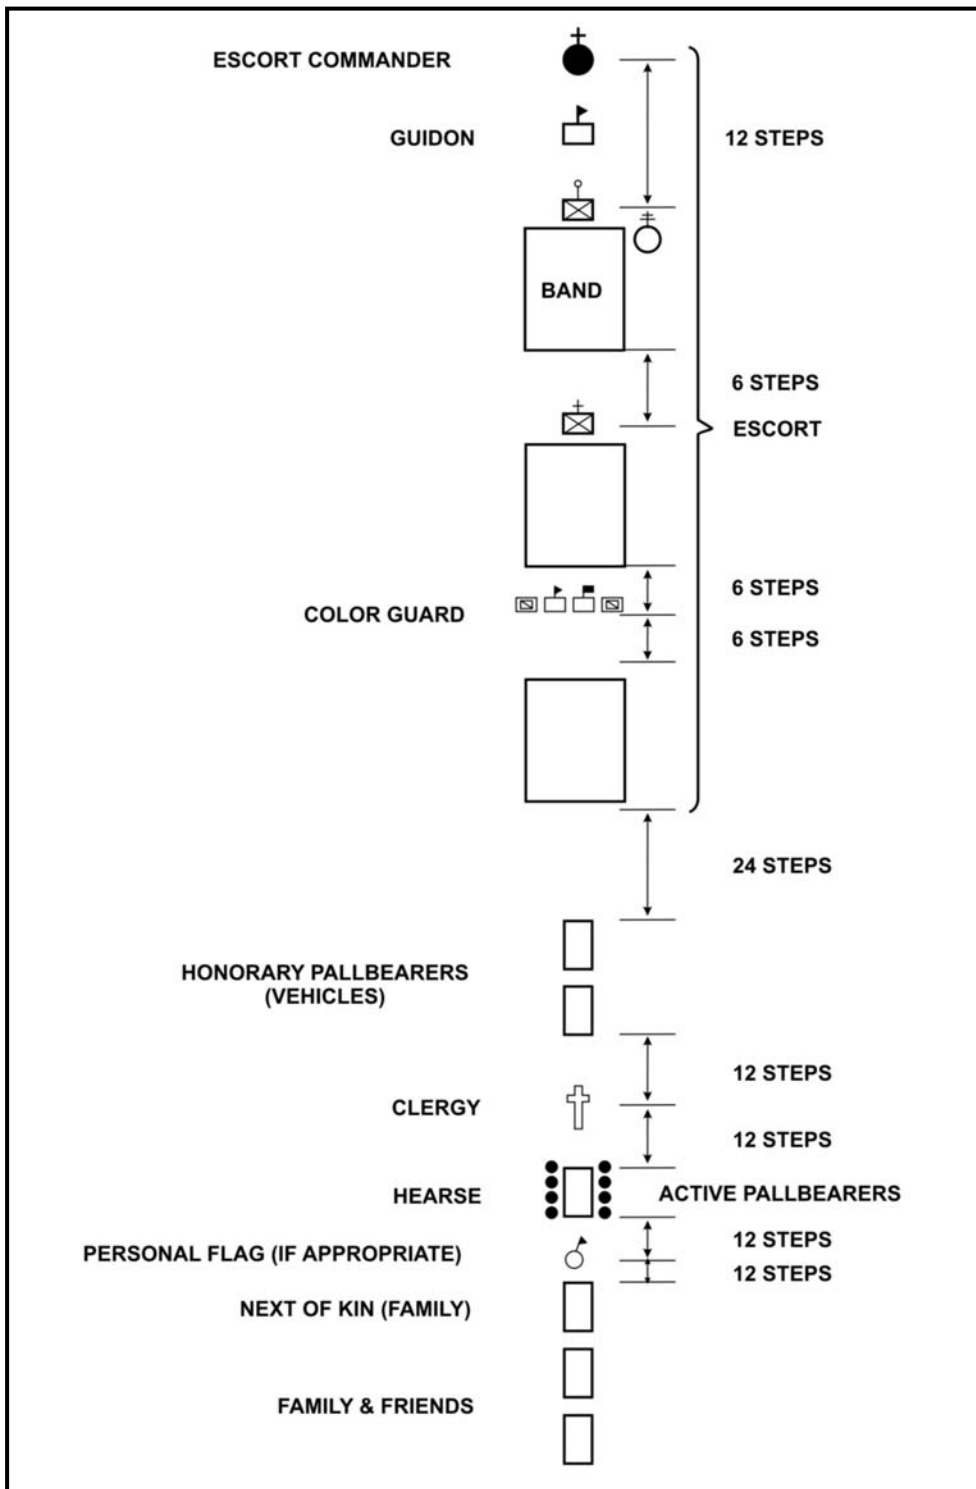 ESCORT COMMANDER
GUIDON
12 STEPS
BAND
6 STEPS
ESCORT
6 STEPS
COLOR GUARD
6 STEPS
24 STEPS
HONORARY PALLBEARERS
(VEHICLES)
12 STEPS
CLERGY
12 STEPS
HEARSE
ACTIVE PALLBEARERS
12 STEPS
PERSONAL FLAG (IF APPROPRIATE)
12 STEPS
NEXT OF KIN (FAMILY)
FAMILY & FRIENDS